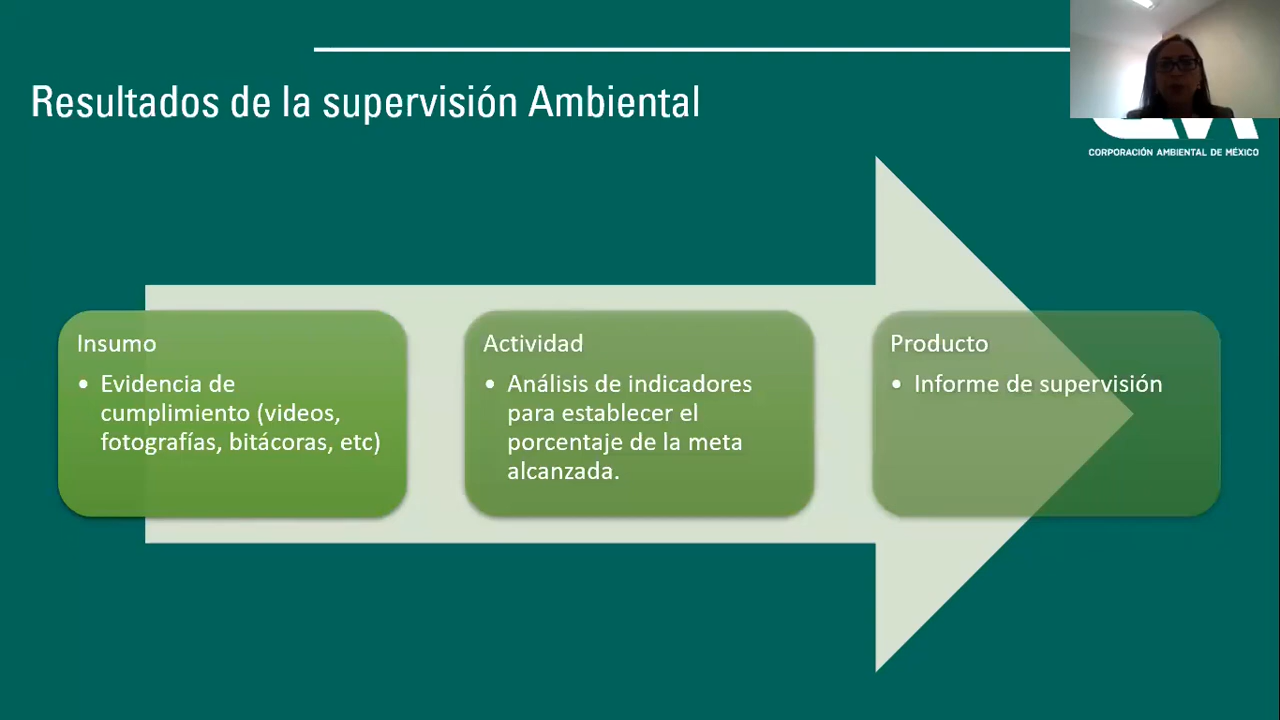 Resultados de la supervisión Ambiental
CORPORACIÓN AMBIENTAL DE MÉXICO
Insumo
• Evidencia de
cumplimiento (videos,
fotografías, bitácoras, etc)
Actividad
• Análisis de indicadores
para establecer el
porcentaje de la meta
alcanzada.
Producto
• Informe de supervisión